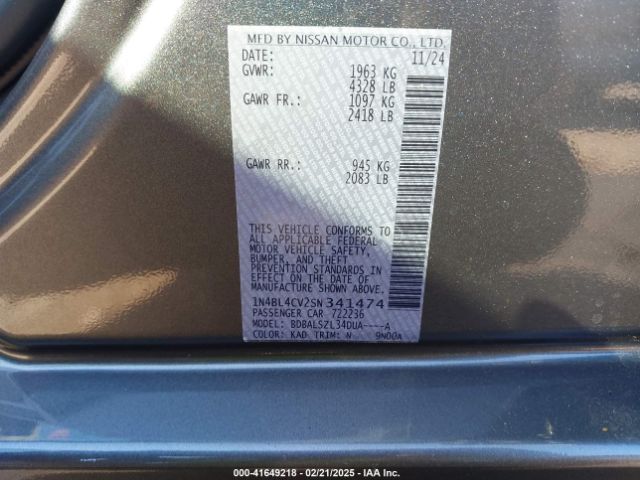 MFD BY NISSAN MOTOR CO., LTD.
DATE: 11/24
GVWR: 1963 KG
4328 LB
GAWR FR.: 1097 KG
2418 LB
GAWR RR.: 945 KG
2083 LB
THIS VEHICLE CONFORMS TO
ALL APPLICABLE FEDERAL
MOTOR VEHICLE SAFETY,
BUMPER, AND THEFT
PREVENTION STANDARDS IN
EFFECT ON THE DATE OF
MANUFACTURE SHOWN ABOVE.
1N4BL4CV2SN341474
PASSENGER CAR 722236
MODEL: BDBALSZL34DUA----A
COLOR: KAD TRIM: N 9N00A
000-41649218 - 02/21/2025 - IAA Inc.